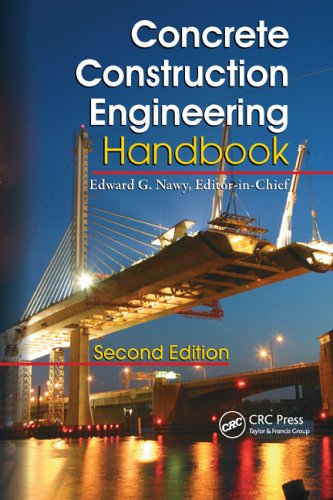 Concrete
Construction
Engineering
Handbook
Edward G. Nawy, Editor-in-Chief
Second Edition
CRC
CRC Press
Taylor & Francis Group